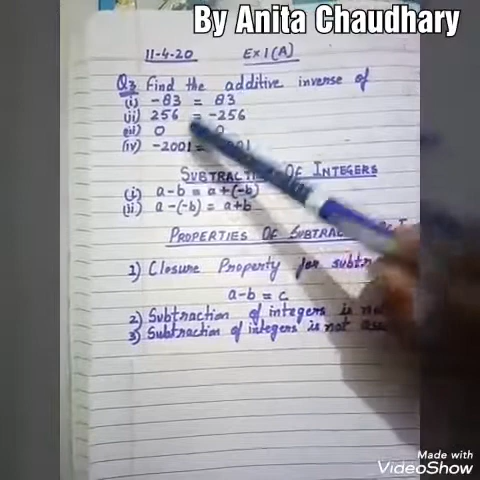 By Anita Chaudhary
11-4-20 Ex 1(A)
Q3 Find the additive inverse of
(i) -83 = 83
(ii) 256 = -256
(iii) 0 0
(iv) -2001 =
OF INTEGERS
(i) a-b = a+(-b)
(ii) a-(-b) = a+b
PROPERTIES OF
1) Closure Property for
a-b = c
2) Subtraction of integers is
3) Subtraction of integers is not
Made with
VideoShow